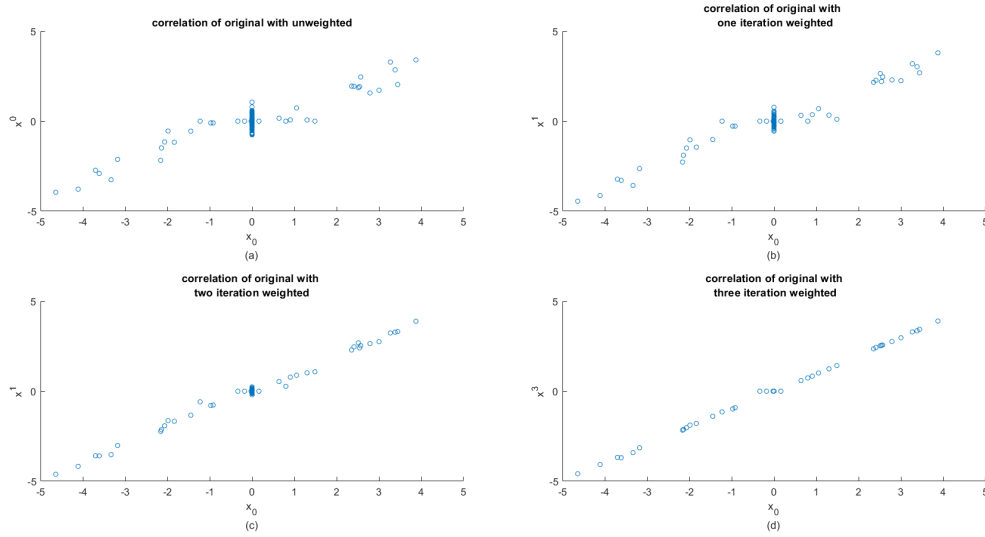 correlation of original with unweighted
5
0
-5
x^0
-5 -4 -3 -2 -1 0 1 2 3 4 5
x_0
(a)
correlation of original with
one iteration weighted
5
0
-5
x^1
-5 -4 -3 -2 -1 0 1 2 3 4 5
x_0
(b)
correlation of original with
two iteration weighted
5
0
-5
x^1
-5 -4 -3 -2 -1 0 1 2 3 4 5
x_0
(c)
correlation of original with
three iteration weighted
5
0
-5
x^3
-5 -4 -3 -2 -1 0 1 2 3 4 5
x_0
(d)